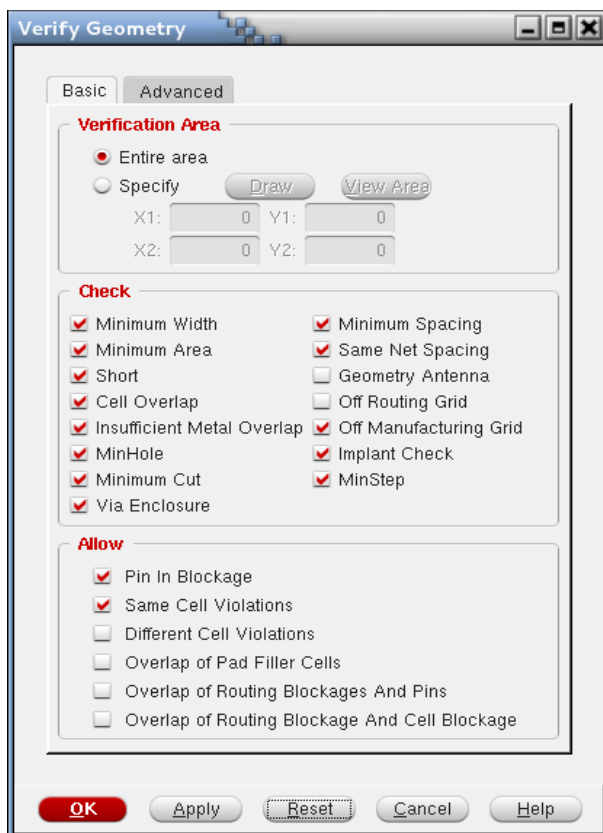 Verify Geometry
Basic Advanced
Verification Area
Entire area
Specify Draw View Area
X1: 0 Y1: 0
X2: 0 Y2: 0
Check
Minimum Width Minimum Spacing
Minimum Area Same Net Spacing
Short Geometry Antenna
Cell Overlap Off Routing Grid
Insufficient Metal Overlap Off Manufacturing Grid
MinHole Implant Check
Minimum Cut MinStep
Via Enclosure
Allow
Pin In Blockage
Same Cell Violations
Different Cell Violations
Overlap of Pad Filler Cells
Overlap of Routing Blockages And Pins
Overlap of Routing Blockage And Cell Blockage
OK Apply Reset Cancel Help